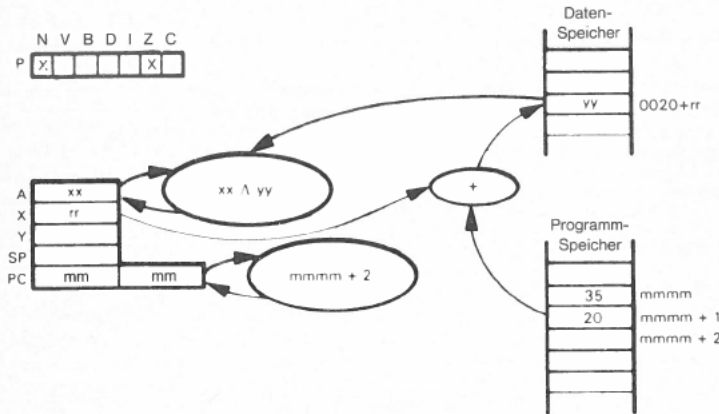 N V B D I Z C
P X X
Daten-
Speicher
yy 0020+rr
xx ∧ yy
+
A xx
X rr
Y
SP
PC mm mm
mmmm + 2
Programm-
Speicher
35 mmmm
20 mmmm + 1
mmmm + 2